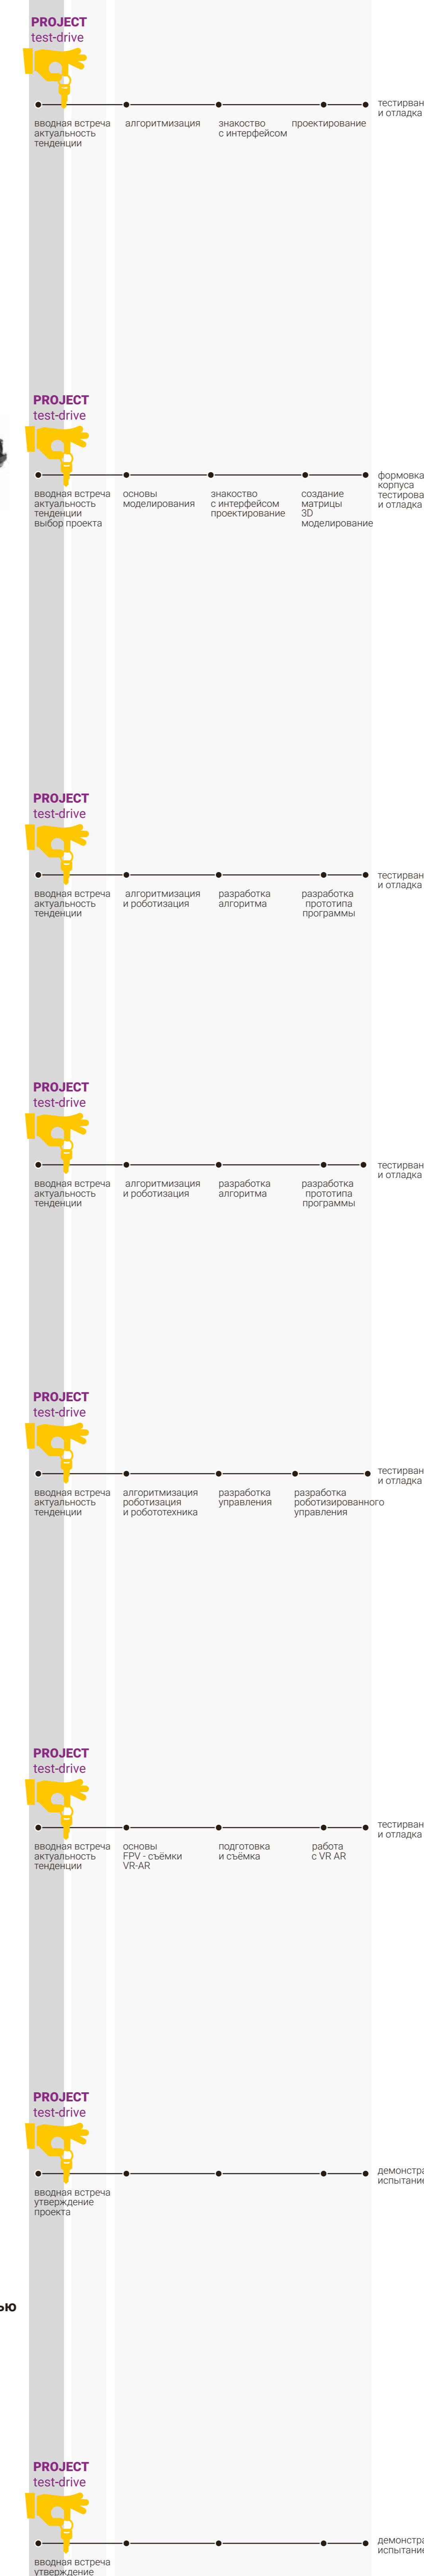 PROJECT
test-drive
вводная встреча
актуальность
тенденции
алгоритмизация
знакоство
с интерфейсом
проектирование
и отладка
PROJECT
test-drive
вводная встреча
актуальность
тенденции
выбор проекта
основы
моделирования
знакоство
с интерфейсом
проектирование
создание
матрицы
3D
моделирование
формовка
корпуса
и отладка
PROJECT
test-drive
вводная встреча
актуальность
тенденции
алгоритмизация
и роботизация
разработка
алгоритма
разработка
прототипа
программы
и отладка
PROJECT
test-drive
вводная встреча
актуальность
тенденции
алгоритмизация
и роботизация
разработка
алгоритма
разработка
прототипа
программы
и отладка
PROJECT
test-drive
вводная встреча
актуальность
тенденции
алгоритмизация
роботизация
и робототехника
разработка
управления
разработка
роботизированного
управления
и отладка
PROJECT
test-drive
вводная встреча
актуальность
тенденции
основы
FPV - съёмки
VR-AR
подготовка
и съёмка
работа
с VR AR
и отладка
PROJECT
test-drive
вводная встреча
утверждение
проекта
ью
PROJECT
test-drive
вводная встреча
утверждение